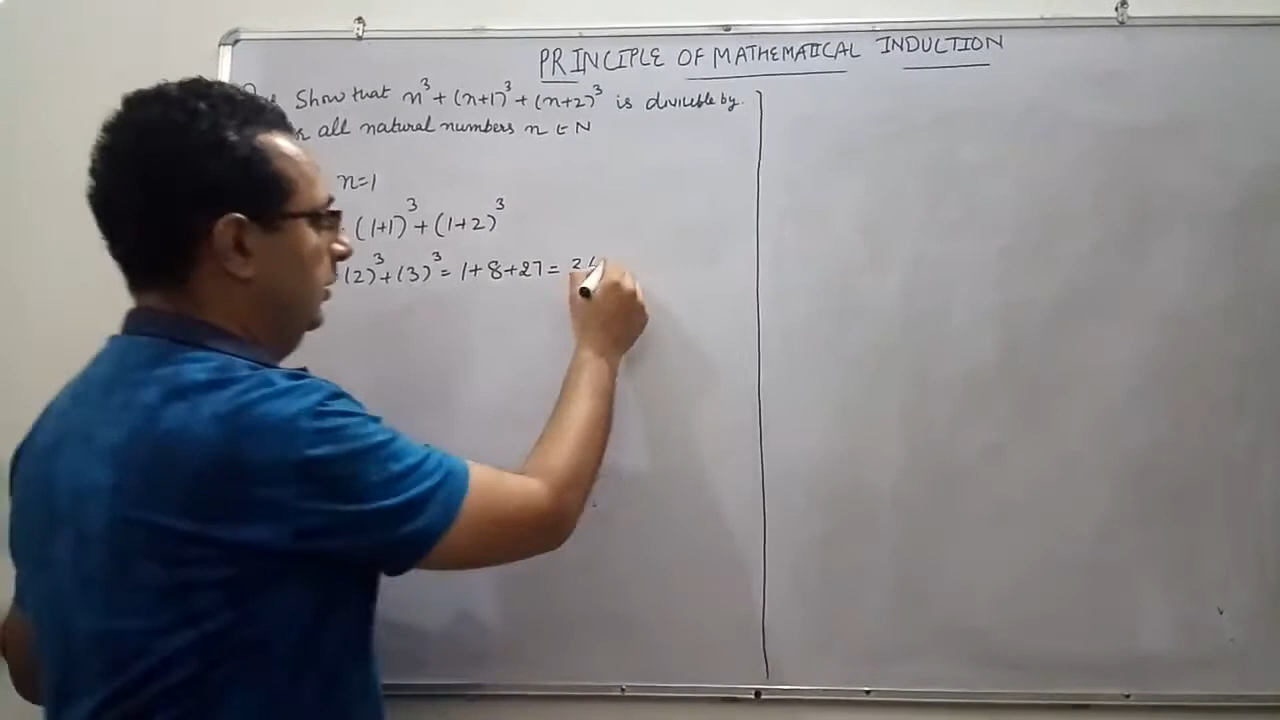 PRINCIPLE OF MATHEMATICAL INDUCTION
Show that n³ + (n+1)³ + (n+2)³ is divisible by
all natural numbers n ∈ N
n=1
(1+1)³ + (1+2)³
(2)³ + (3)³ = 1 + 8 + 27 = 3